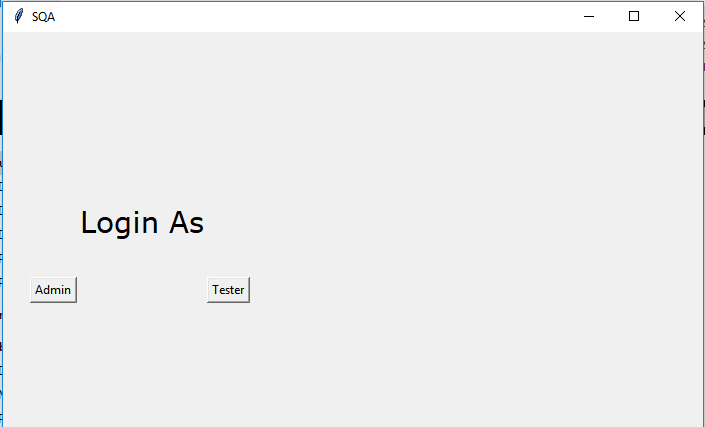 SQA
Login As
Admin
Tester